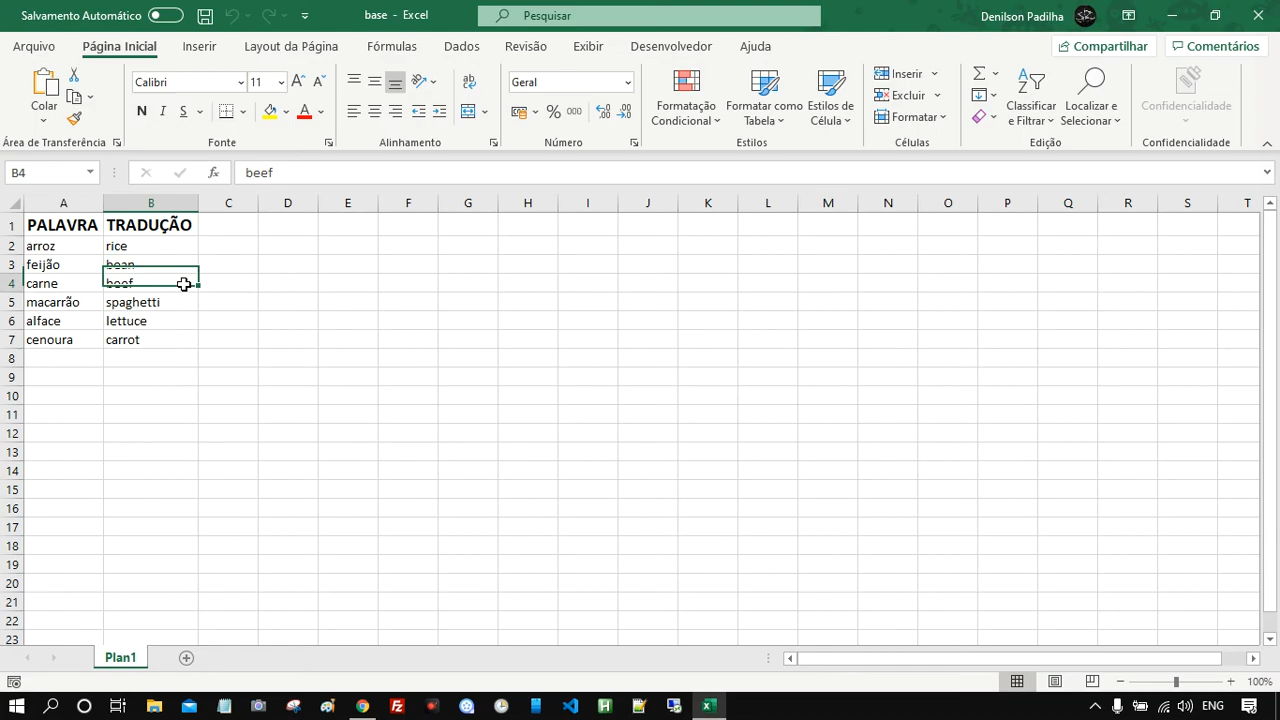 Salvamento Automático
base - Excel
Pesquisar
Denilson Padilha
Arquivo Página Inicial Inserir Layout da Página Fórmulas Dados Revisão Exibir Desenvolvedor Ajuda Compartilhar Comentários
Colar
Calibri 11
N I S
A
Geral
% 000
Formatação Condicional
Formatar como Tabela
Estilos de Célula
Inserir
Excluir
Formatar
Classificar e Filtrar
Localizar e Selecionar
Confidencialidade
Área de Transferência Fonte Alinhamento Número Estilos Células Edição Confidencialidade
B4 fx beef
A B C D E F G H I J K L M N O P Q R S T
1 PALAVRA TRADUÇÃO
2 arroz rice
3 feijão bean
4 carne beef
5 macarrão spaghetti
6 alface lettuce
7 cenoura carrot
8
9
10
11
12
13
14
15
16
17
18
19
20
21
22
23
Plan1
100%
ENG